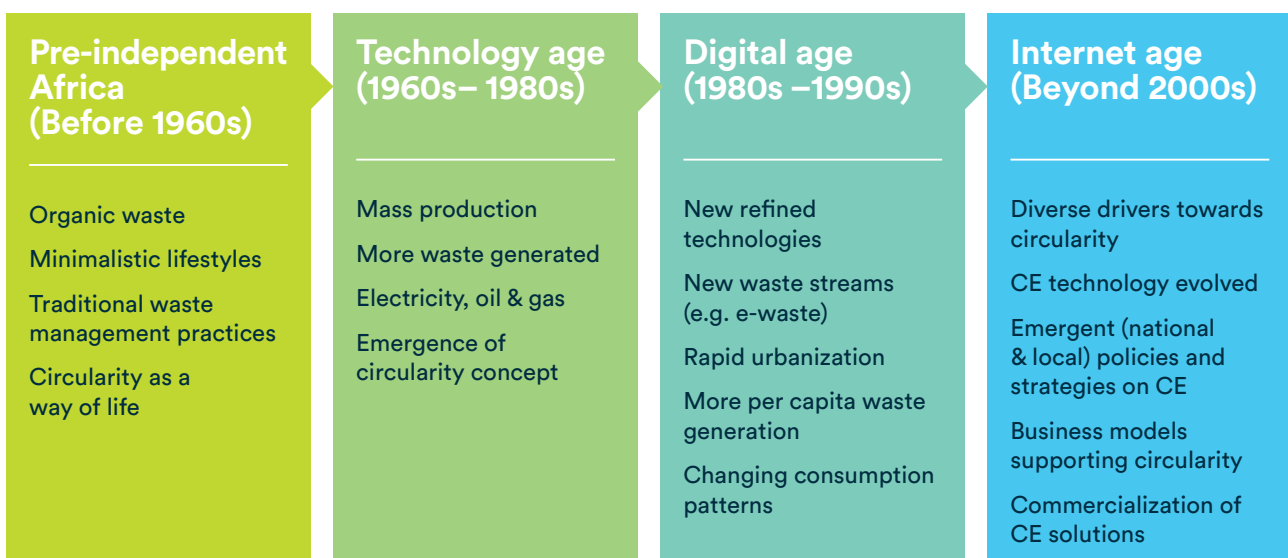 Pre-independent
Africa
(Before 1960s)
Organic waste
Minimalistic lifestyles
Traditional waste
management practices
Circularity as a
way of life
Technology age
(1960s– 1980s)
Mass production
More waste generated
Electricity, oil & gas
Emergence of
circularity concept
Digital age
(1980s –1990s)
New refined
technologies
New waste streams
(e.g. e-waste)
Rapid urbanization
More per capita waste
generation
Changing consumption
patterns
Internet age
(Beyond 2000s)
Diverse drivers towards
circularity
CE technology evolved
Emergent (national
& local) policies and
strategies on CE
Business models
supporting circularity
Commercialization of
CE solutions